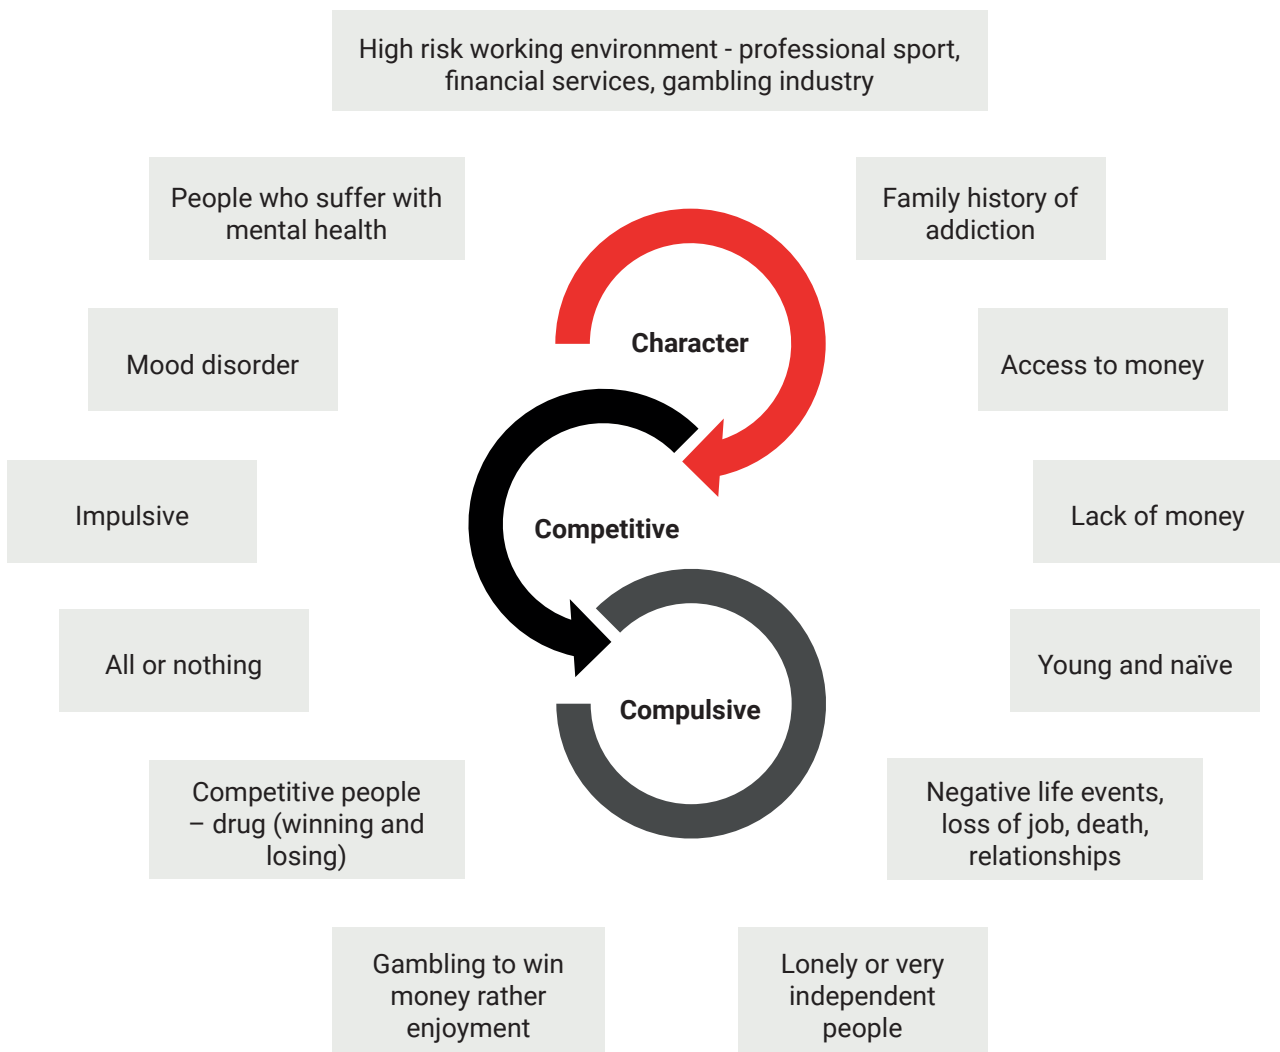 High risk working environment - professional sport,
financial services, gambling industry
People who suffer with
mental health
Family history of
addiction
Character
Mood disorder
Access to money
Impulsive
Competitive
Lack of money
All or nothing
Compulsive
Young and naïve
Competitive people
– drug (winning and
losing)
Negative life events,
loss of job, death,
relationships
Gambling to win
money rather
enjoyment
Lonely or very
independent
people